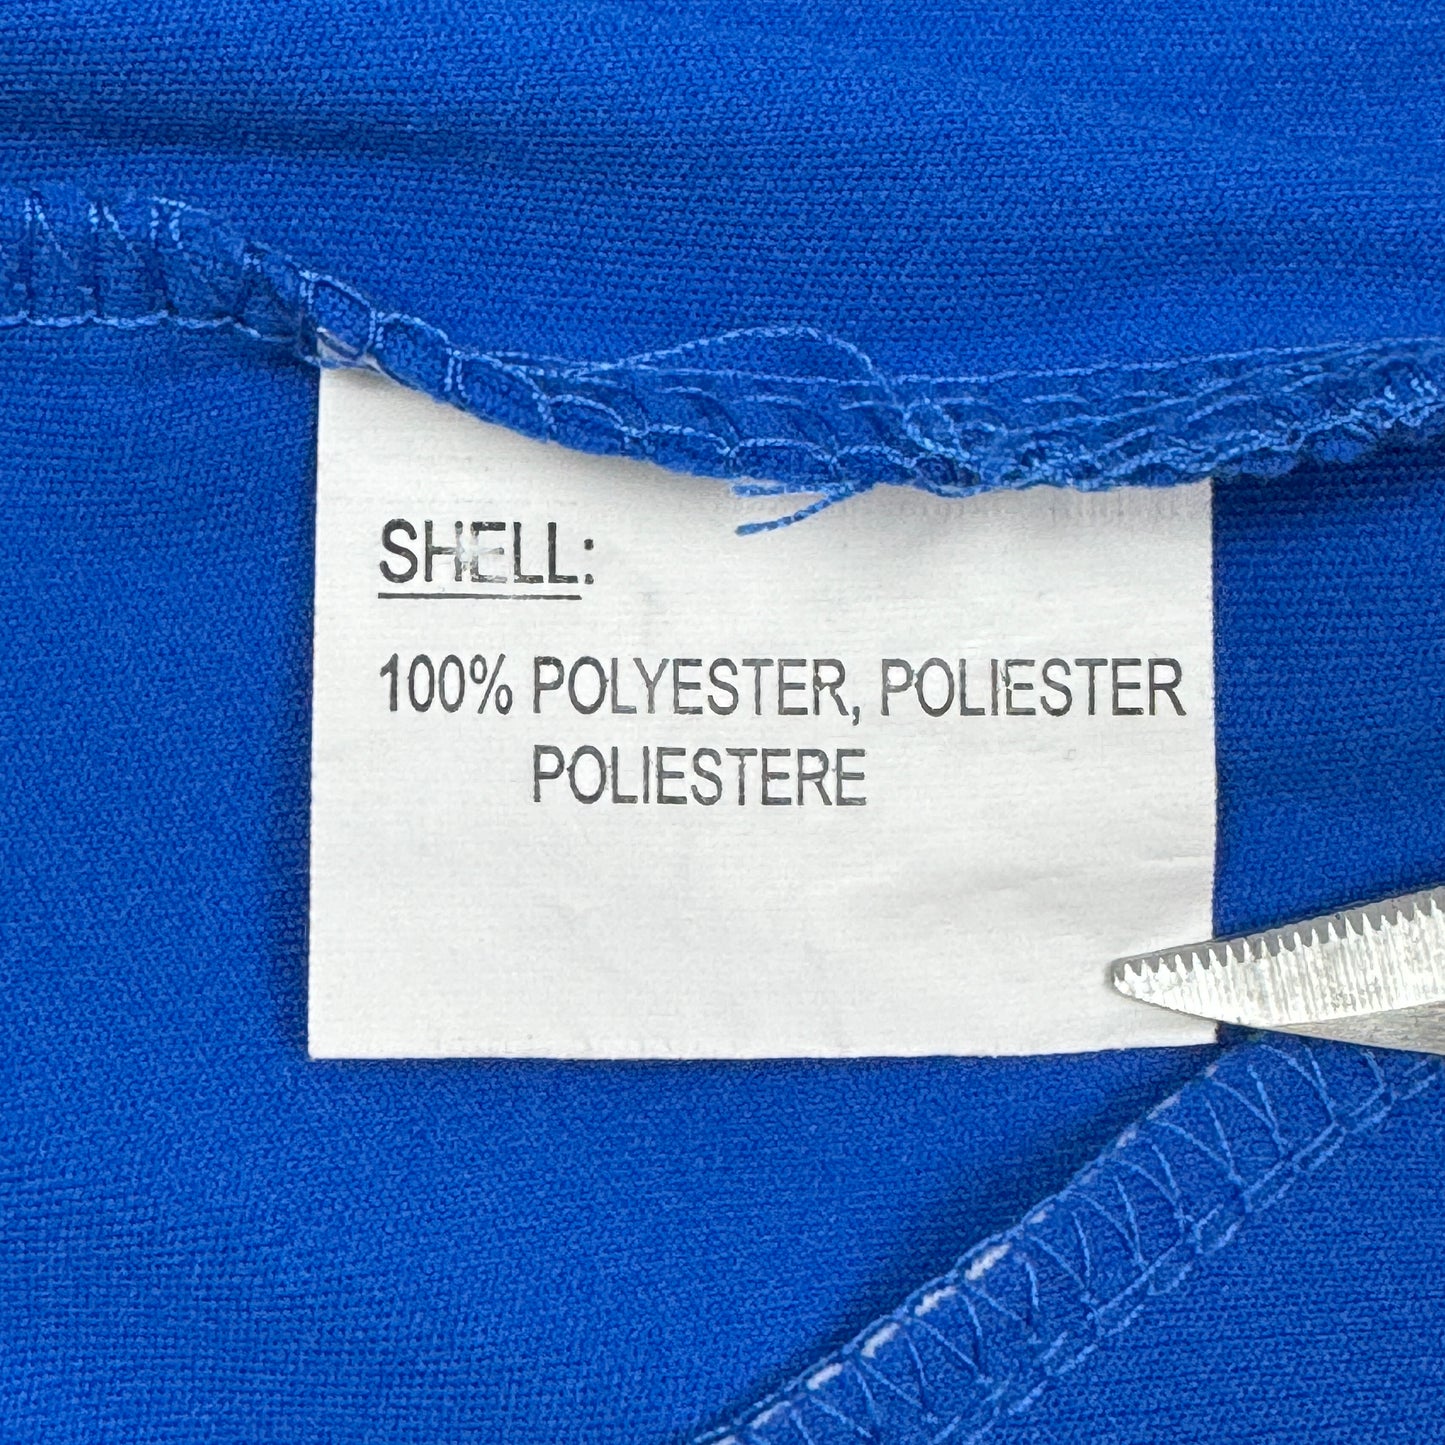 SHELL:
100% POLYESTER, POLIESTER
POLIESTERE